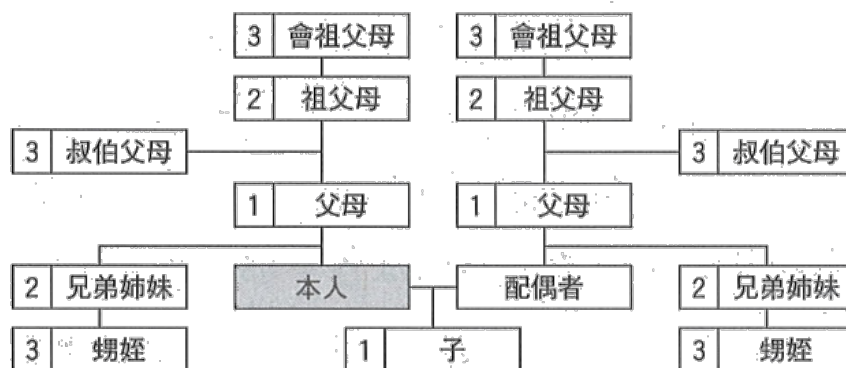 3 會祖父母 3 會祖父母
2 祖父母 2 祖父母
3 叔伯父母 3 叔伯父母
1 父母 1 父母
2 兄弟姉妹 本人 配偶者 2 兄弟姉妹
3 甥姪 1 子 3 甥姪